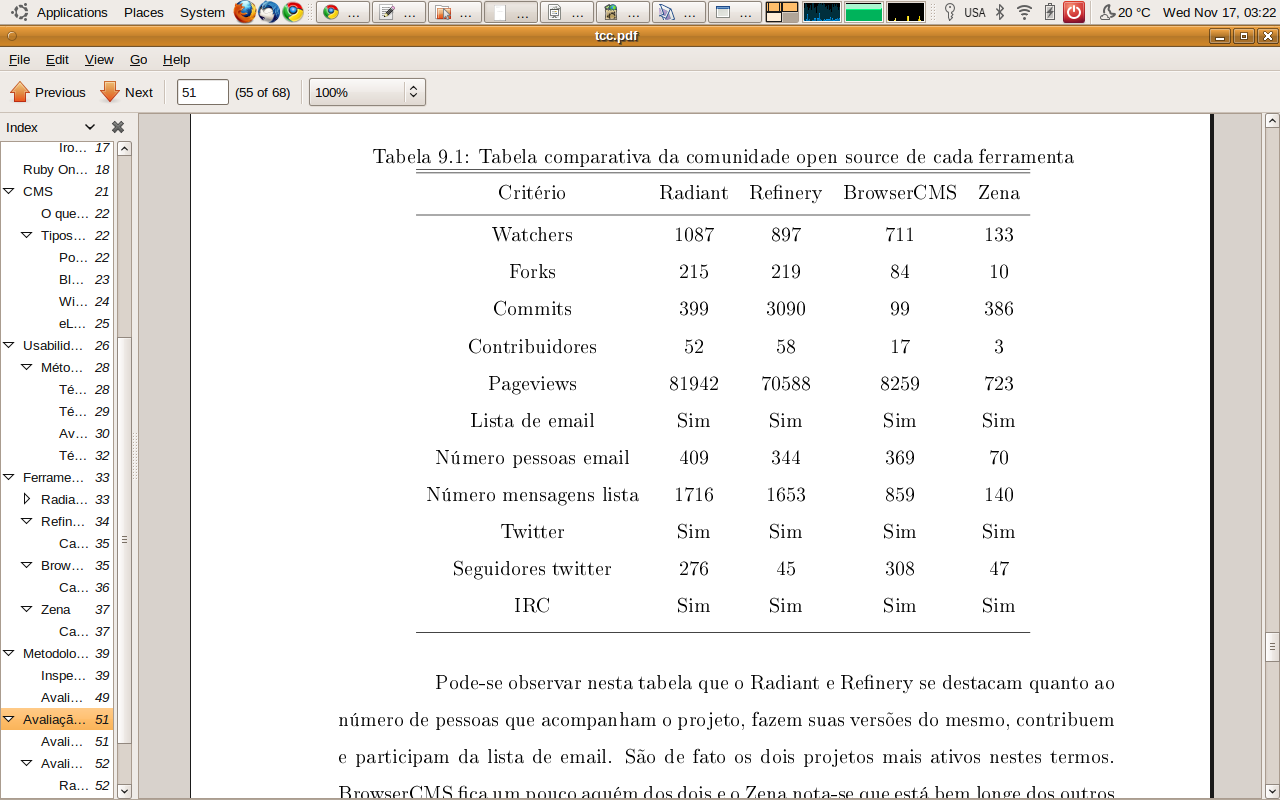 Applications Places System ... ... ... ... ... ... ... ... USA 20 °C Wed Nov 17, 03:22
tcc.pdf
File Edit View Go Help
Previous Next 51 (55 of 68) 100%
Index
Iro... 17
Ruby On... 18
CMS 21
O que... 22
Tipos... 22
Po... 22
Bl... 23
Wi... 24
eL... 25
Usabilid... 26
Méto... 28
Té... 28
Té... 29
Av... 30
Té... 32
Ferrame... 33
Radia... 33
Refin... 34
Ca... 35
Brow... 35
Ca... 36
Zena 37
Ca... 37
Metodolo... 39
Inspe... 39
Avali... 49
Avaliaçã... 51
Avali... 51
Avali... 52
Ra... 52
Tabela 9.1: Tabela comparativa da comunidade open source de cada ferramenta
Critério Radiant Refinery BrowserCMS Zena
Watchers 1087 897 711 133
Forks 215 219 84 10
Commits 399 3090 99 386
Contribuidores 52 58 17 3
Pageviews 81942 70588 8259 723
Lista de email Sim Sim Sim Sim
Número pessoas email 409 344 369 70
Número mensagens lista 1716 1653 859 140
Twitter Sim Sim Sim Sim
Seguidores twitter 276 45 308 47
IRC Sim Sim Sim Sim
Pode-se observar nesta tabela que o Radiant e Refinery se destacam quanto ao
número de pessoas que acompanham o projeto, fazem suas versões do mesmo, contribuem
e participam da lista de email. São de fato os dois projetos mais ativos nestes termos.
BrowserCMS fica um pouco aquém dos dois e o Zena nota-se que está bem longe dos outros